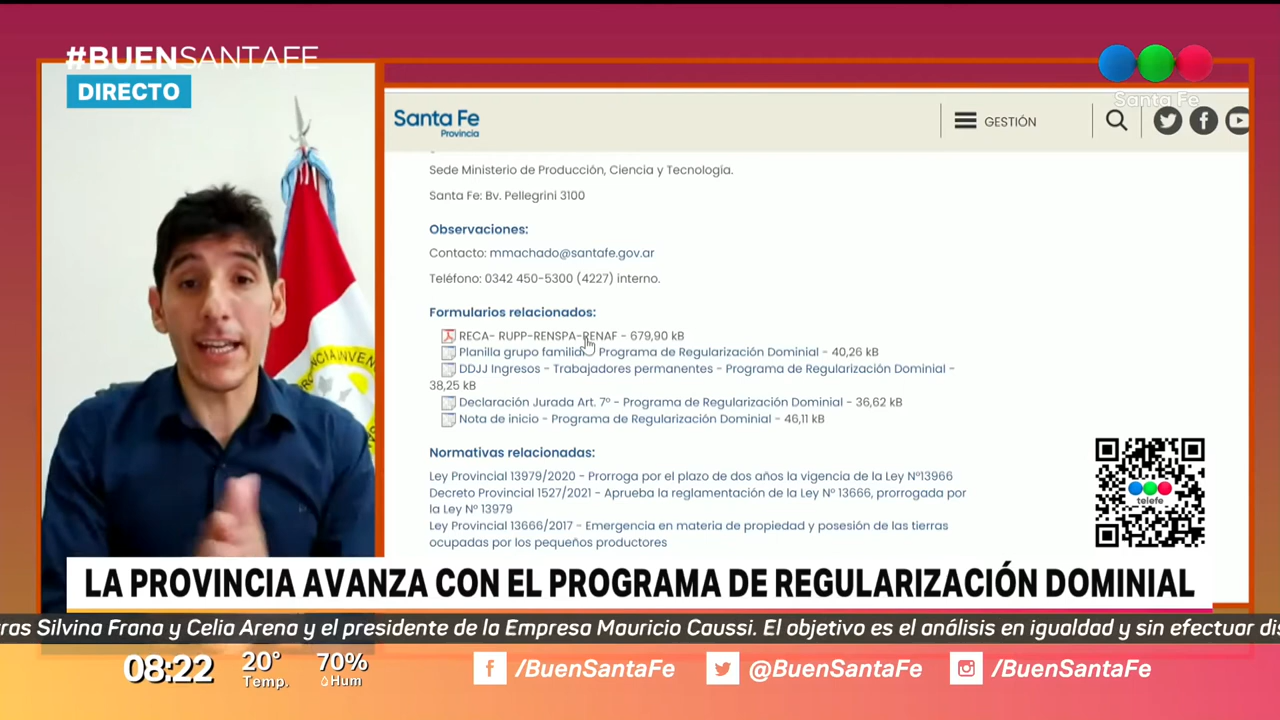 #BUENSANTAFE
DIRECTO
Santa Fe
Santa Fe
Provincia
GESTIÓN
Sede Ministerio de Producción, Ciencia y Tecnología.
Santa Fe: Bv. Pellegrini 3100
Observaciones:
Contacto: mmachado@santafe.gov.ar
Teléfono: 0342 450-5300 (4227) interno.
Formularios relacionados:
RECA- RUPP-RENSPA-RENAF - 679,90 kB
Planilla grupo familiar - Programa de Regularización Dominial - 40,26 kB
DDJJ Ingresos - Trabajadores permanentes - Programa de Regularización Dominial -
38,25 kB
Declaración Jurada Art. 7º - Programa de Regularización Dominial - 36,62 kB
Nota de inicio - Programa de Regularización Dominial - 46,11 kB
Normativas relacionadas:
Ley Provincial 13979/2020 - Prorroga por el plazo de dos años la vigencia de la Ley Nº13966
Decreto Provincial 1527/2021 - Aprueba la reglamentación de la Ley Nº 13666, prorrogada por
la Ley Nº 13979
Ley Provincial 13666/2017 - Emergencia en materia de propiedad y posesión de las tierras
ocupadas por los pequeños productores
telefe
PROVINCIA INVEN
LA PROVINCIA AVANZA CON EL PROGRAMA DE REGULARIZACIÓN DOMINIAL
ras Silvina Frana y Celia Arena y el presidente de la Empresa Mauricio Caussi. El objetivo es el análisis en igualdad y sin efectuar dis
08:22
20°
Temp.
70%
Hum
/BuenSantaFe
@BuenSantaFe
/BuenSantaFe